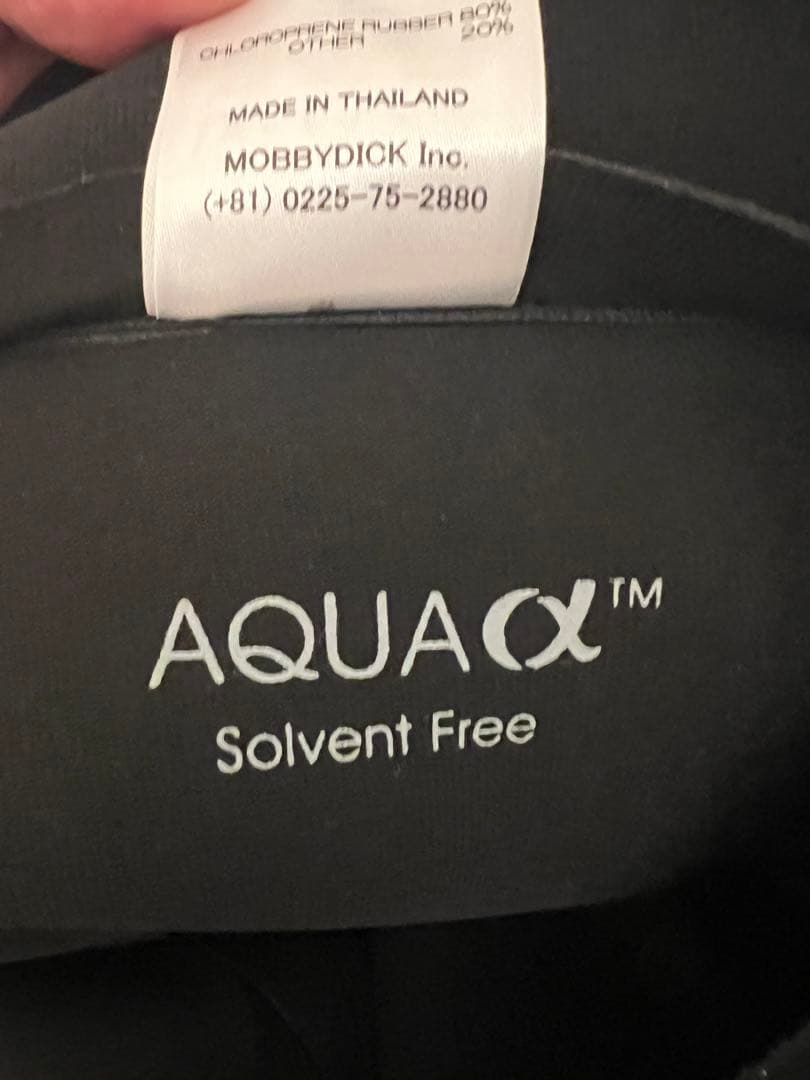 CHLOROPRENE RUBBER 80%
OTHER 20%
MADE IN THAILAND
MOBBYDICK Inc.
(+81) 0225-75-2880
AQUAα™
Solvent Free